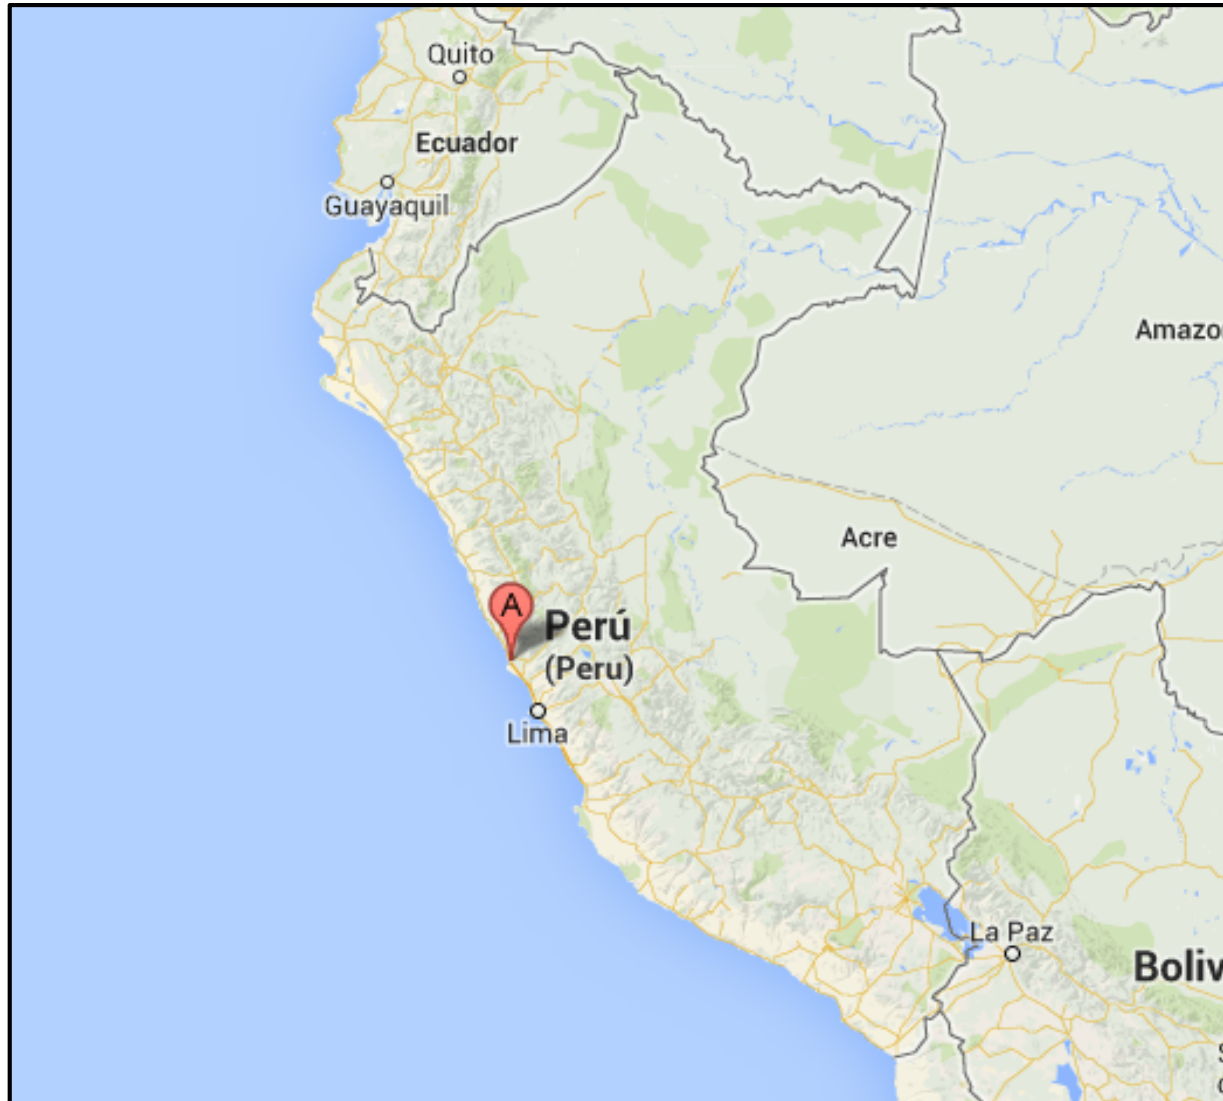 Quito
Ecuador
Guayaquil
Amazo
Acre
A
Perú
(Peru)
Lima
La Paz
Boliv